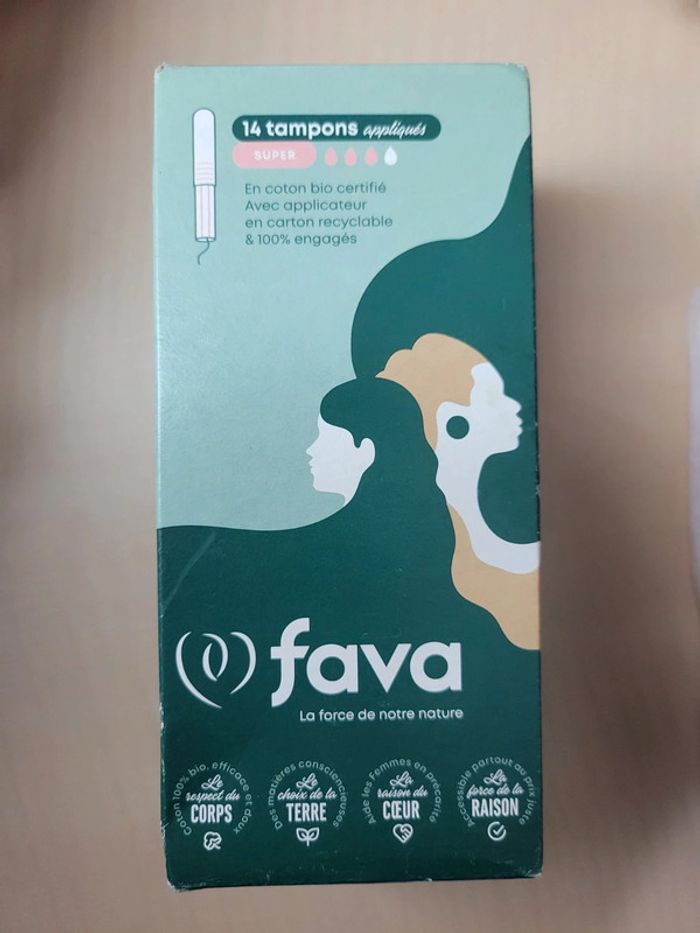 14 tampons appliqués
SUPER
En coton bio certifié
Avec applicateur
en carton recyclable
& 100% engagés
fava
La force de notre nature
Coton 100% bio, efficace et doux
Le
respect du
CORPS
Des matières consciencieuses
Le
choix de la
TERRE
Aide les Femmes en précarité
La
raison du
CŒUR
Accessible partout au prix juste
La
force de la
RAISON